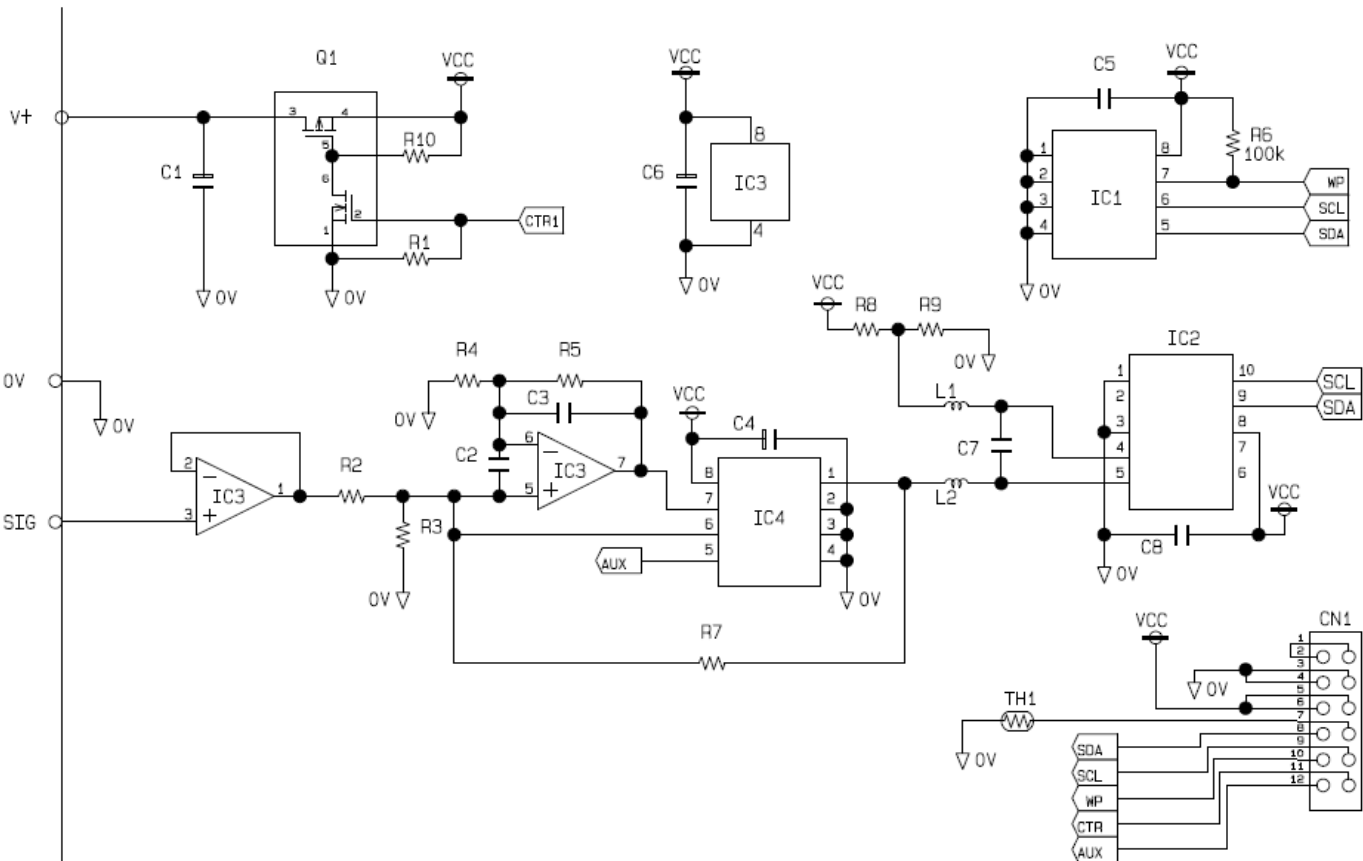 Q1
VCC
V+
3
4
5
R10
C1
6
2
CTR1
1
R1
0V
0V
VCC
8
C6
IC3
4
0V
C5
VCC
R6
100k
1
8
2
7
WP
IC1
3
6
SCL
4
5
SDA
0V
VCC
R8
R9
0V
IC2
1
10
SCL
2
9
SDA
3
8
4
7
5
6
L1
C7
L2
VCC
C8
0V
0V
0V
R4
R5
0V
C3
VCC
C4
6
C2
IC3
7
5
2
IC3
1
R2
SIG
3
R3
0V
8
1
7
2
IC4
6
3
5
4
AUX
0V
R7
CN1
VCC
1
2
3
4
0V
5
6
TH1
7
8
0V
9
SDA
10
SCL
11
WP
12
CTR
AUX